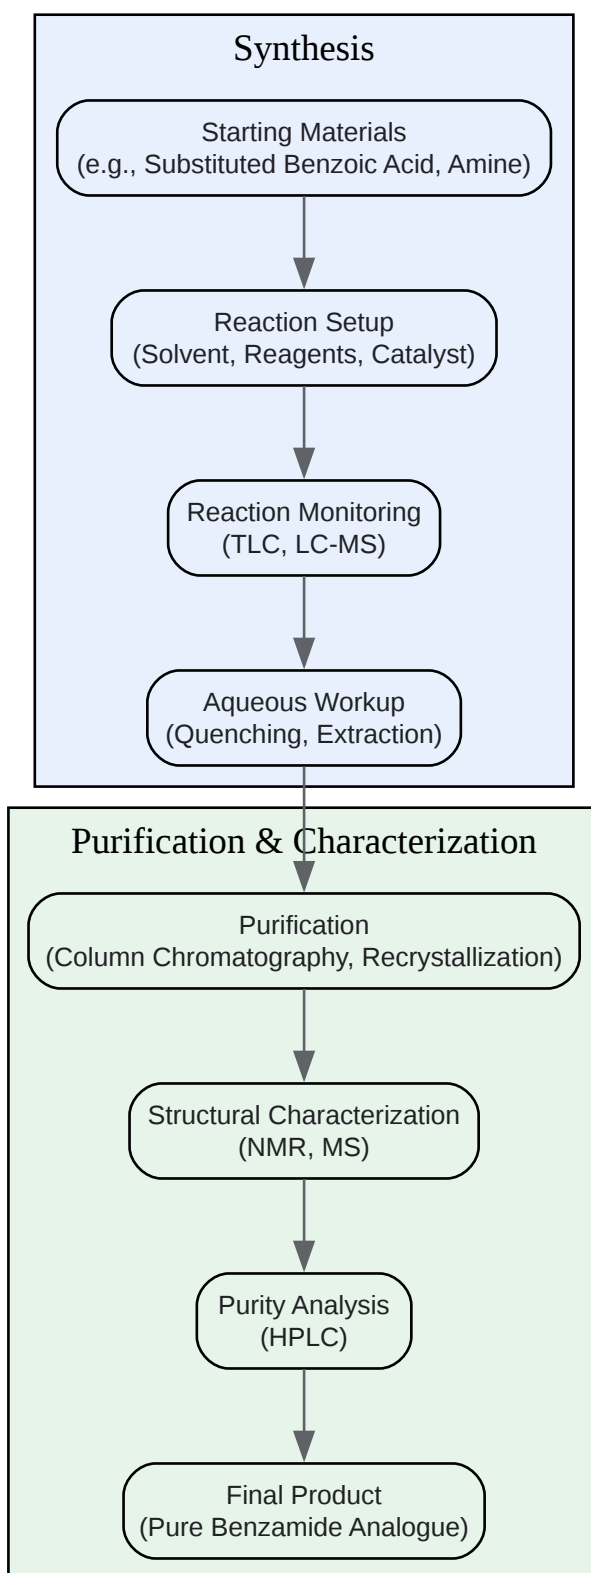 Synthesis
Starting Materials
(e.g., Substituted Benzoic Acid, Amine)
Reaction Setup
(Solvent, Reagents, Catalyst)
Reaction Monitoring
(TLC, LC-MS)
Aqueous Workup
(Quenching, Extraction)
Purification & Characterization
Purification
(Column Chromatography, Recrystallization)
Structural Characterization
(NMR, MS)
Purity Analysis
(HPLC)
Final Product
(Pure Benzamide Analogue)